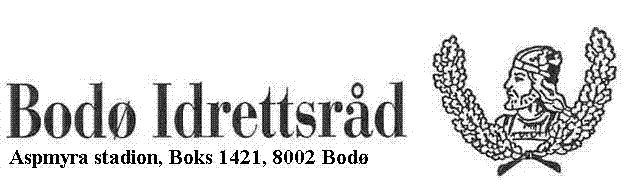 Bodø Idrettsråd
Aspmyra stadion, Boks 1421, 8002 Bodø